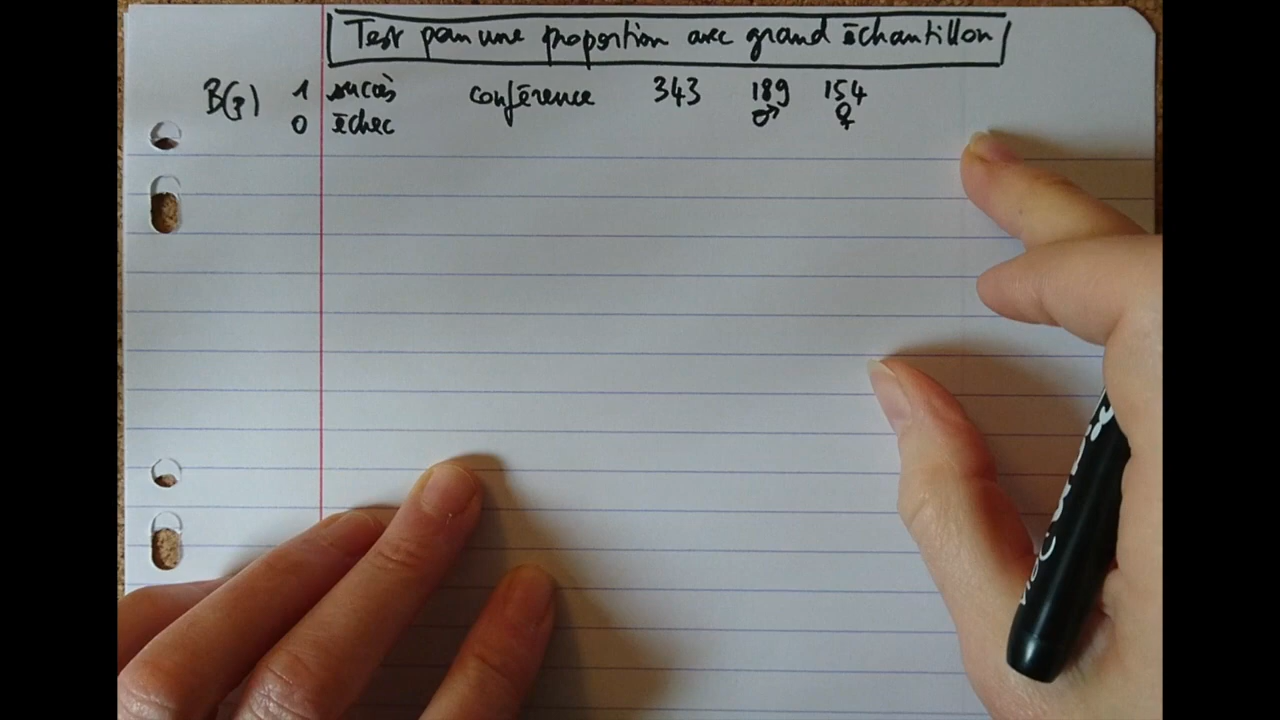 Test pour une proportion avec grand échantillon
B(p) 1 succès conférence 343 189 154
0 échec ♂ ♀